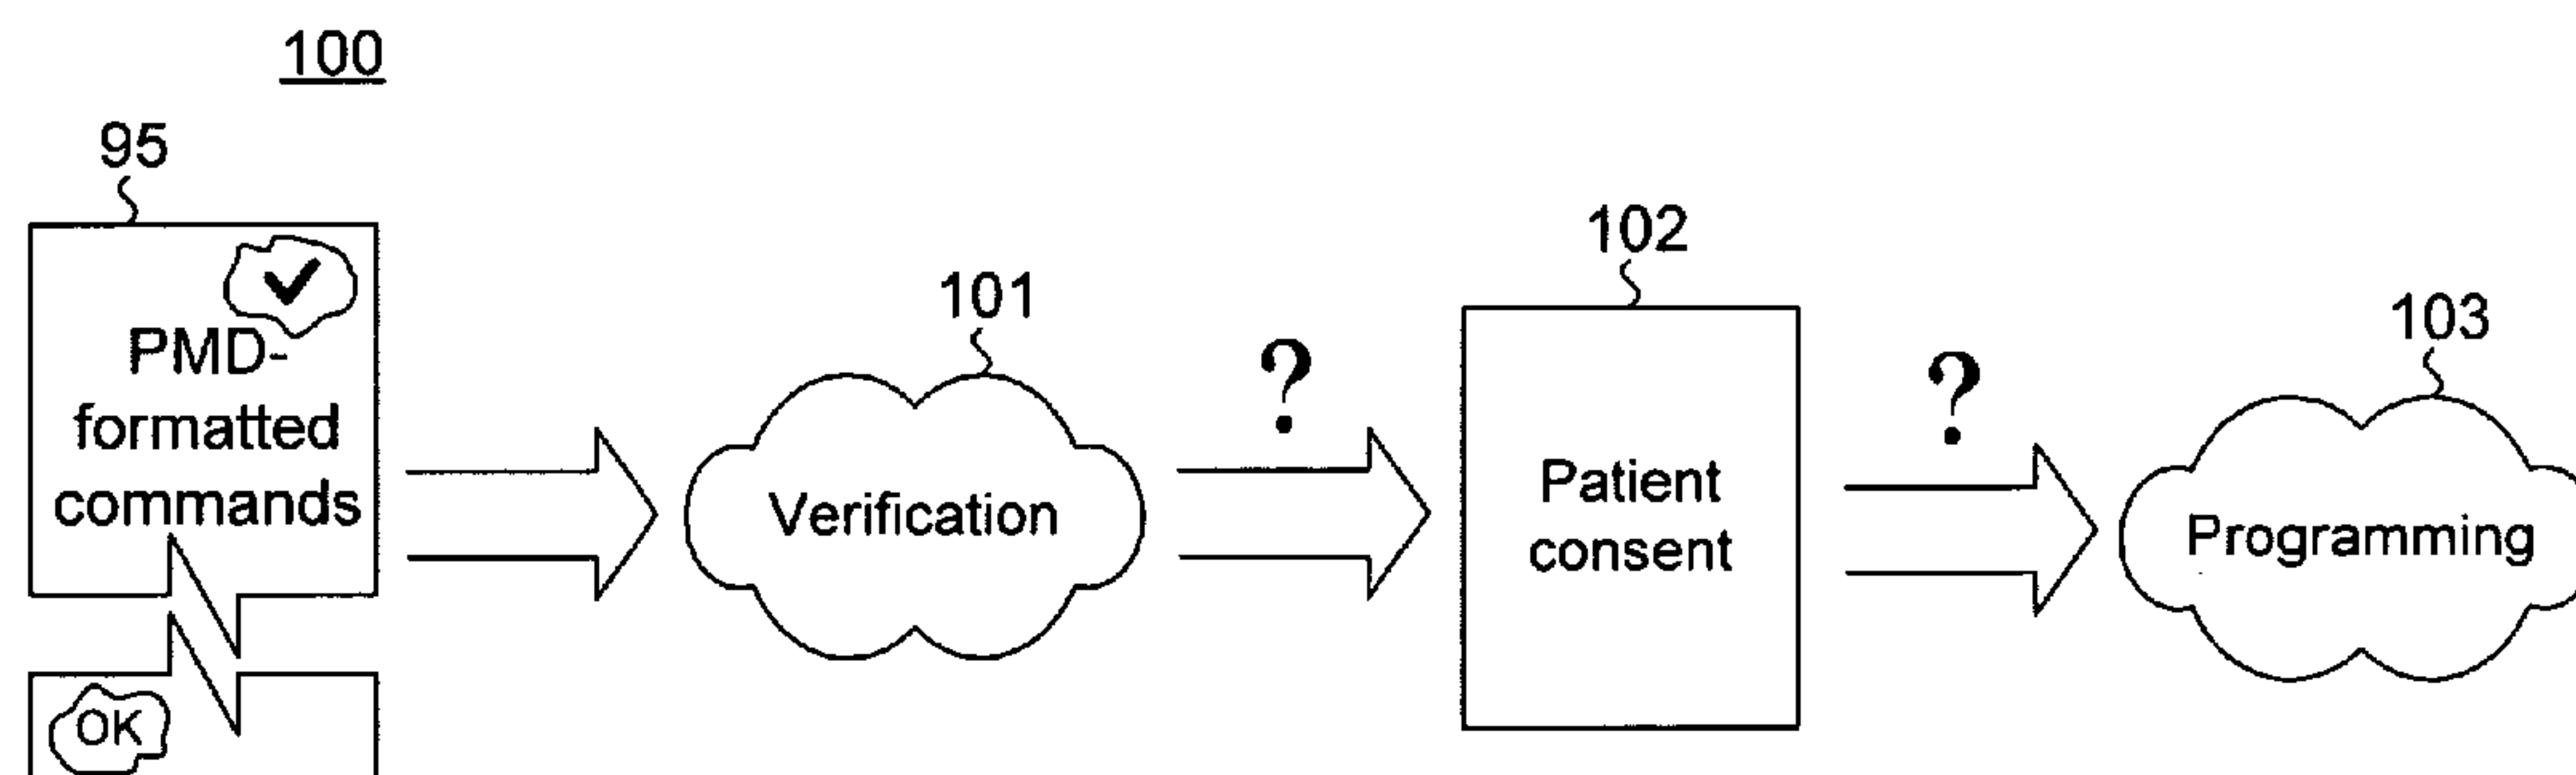 100
95
PMD-
formatted
commands
OK
101
Verification
?
102
Patient
consent
?
103
Programming